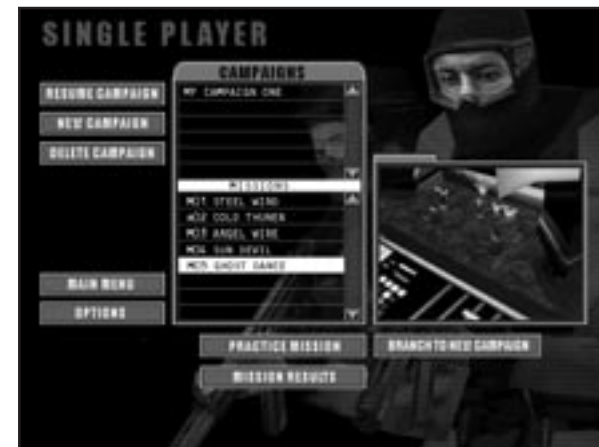 SINGLE PLAYER
CAMPAIGNS
RESUME CAMPAIGN
MY CAMPAIGN ONE
NEW CAMPAIGN
DELETE CAMPAIGN
MISSIONS
M01 STEEL WIND
M02 COLD THUNER
M03 ANGEL WIRE
M04 SUN DEVIL
M05 GHOST DANCE
MAIN MENU
OPTIONS
PRACTICE MISSION
BRANCH TO NEW CAMPAIGN
MISSION RESULTS